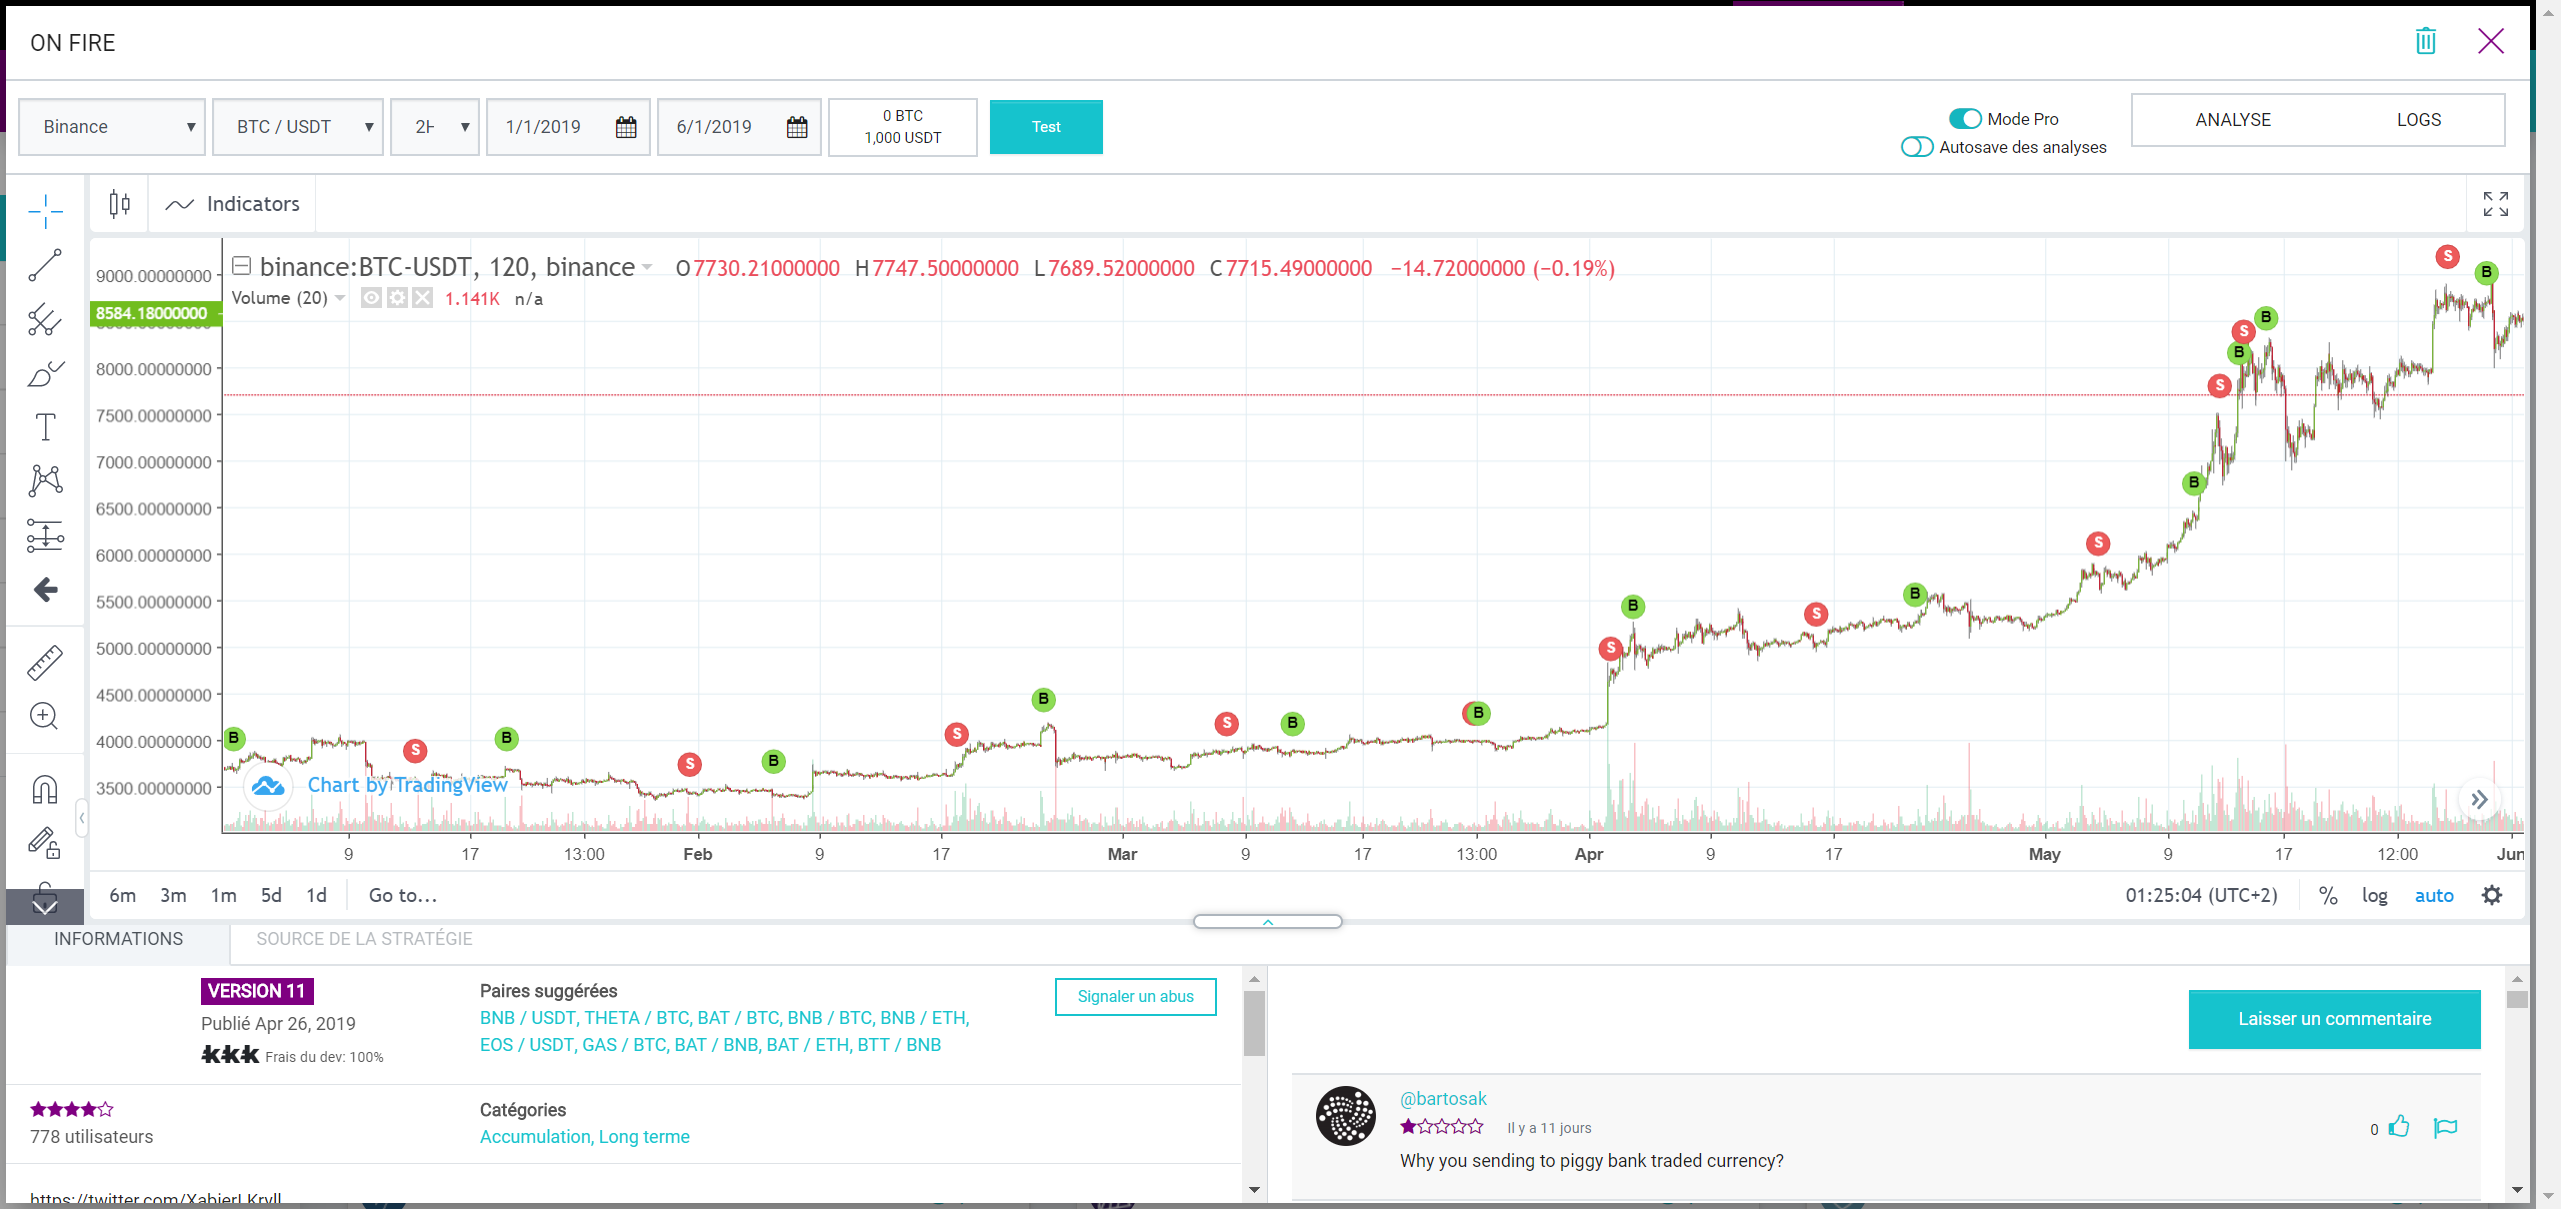 ON FIRE
Binance
BTC / USDT
2H
1/1/2019
6/1/2019
0 BTC
1,000 USDT
Test
Mode Pro
Autosave des analyses
ANALYSE
LOGS
Indicators
binance:BTC-USDT, 120, binance
O7730.21000000 H7747.50000000 L7689.52000000 C7715.49000000 −14.72000000 (−0.19%)
Volume (20)
1.141K n/a
9000.00000000
8584.18000000
8000.00000000
7500.00000000
7000.00000000
6500.00000000
6000.00000000
5500.00000000
5000.00000000
4500.00000000
4000.00000000
3500.00000000
B S B S B S B S B B S B S B S B S B S B S B
Chart by TradingView
9 17 13:00 Feb 9 17 Mar 9 17 13:00 Apr 9 17 May 9 17 12:00 Jun
6m 3m 1m 5d 1d Go to...
01:25:04 (UTC+2) % log auto
INFORMATIONS
SOURCE DE LA STRATÉGIE
VERSION 11
Publié Apr 26, 2019
kkk Frais du dev: 100%
Paires suggérées
BNB / USDT, THETA / BTC, BAT / BTC, BNB / BTC, BNB / ETH,
EOS / USDT, GAS / BTC, BAT / BNB, BAT / ETH, BTT / BNB
Signaler un abus
778 utilisateurs
Catégories
Accumulation, Long terme
https://twitter.com/XabierLKryll
Laisser un commentaire
@bartosak
Il y a 11 jours
0
Why you sending to piggy bank traded currency?